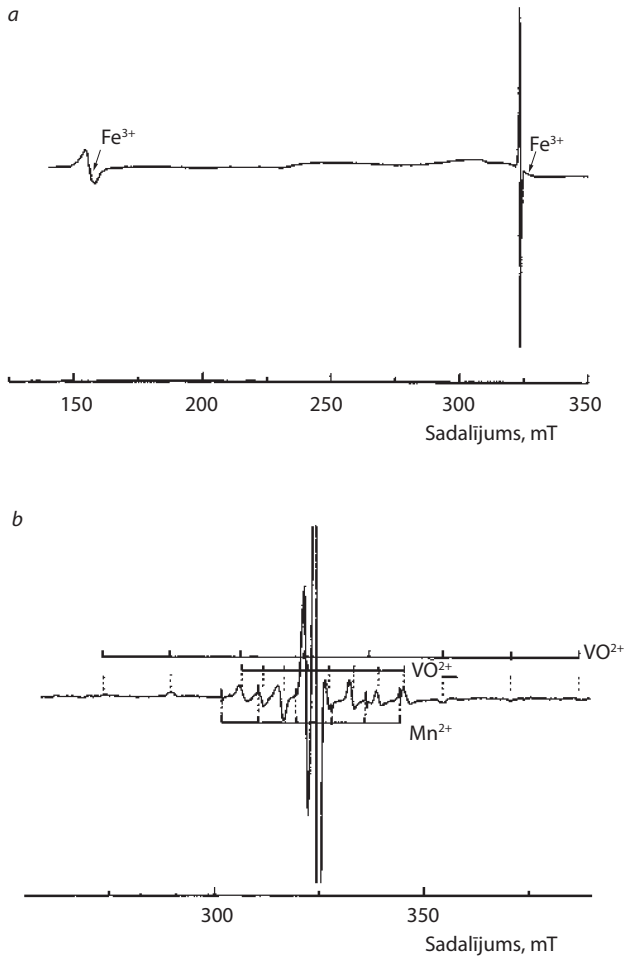 a
Fe³⁺
Fe³⁺
150 200 250 300 350
Sadalījums, mT
b
VO²⁺
VO²⁺
Mn²⁺
300 350
Sadalījums, mT